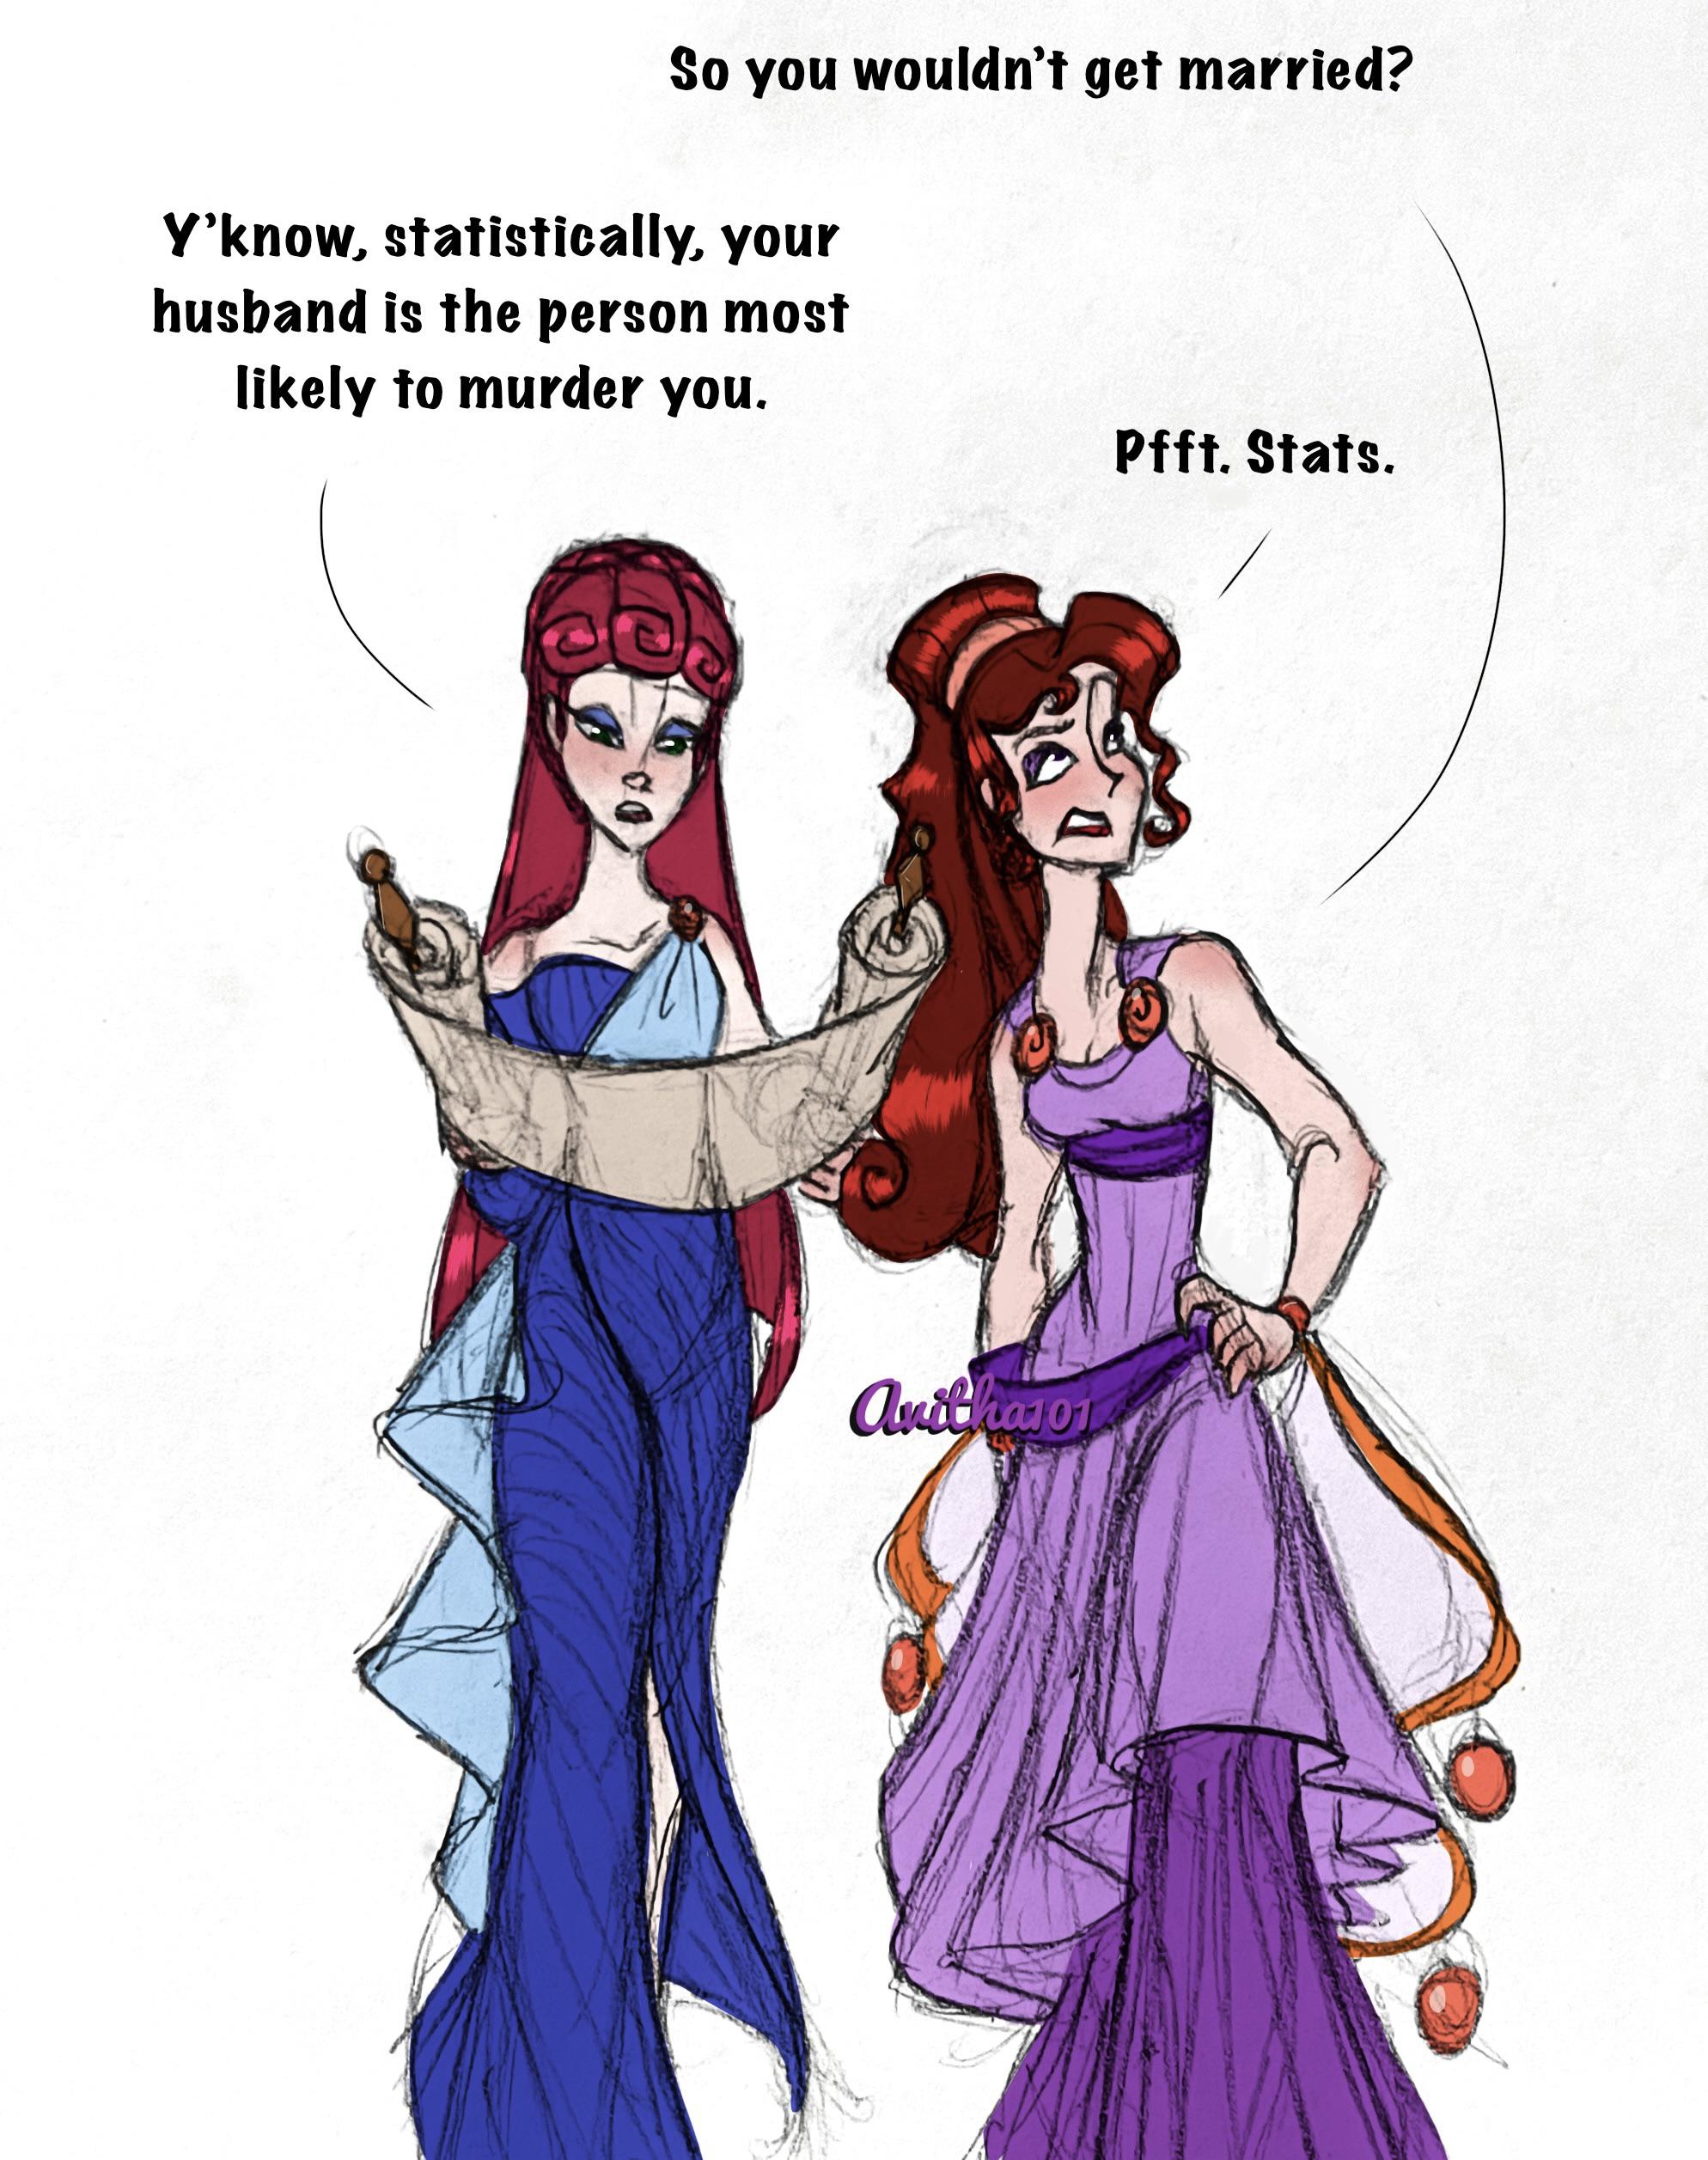 So you wouldn't get married?
Y'know, statistically, your
husband is the person most
likely to murder you.
Pfft. Stats.
Avitha101